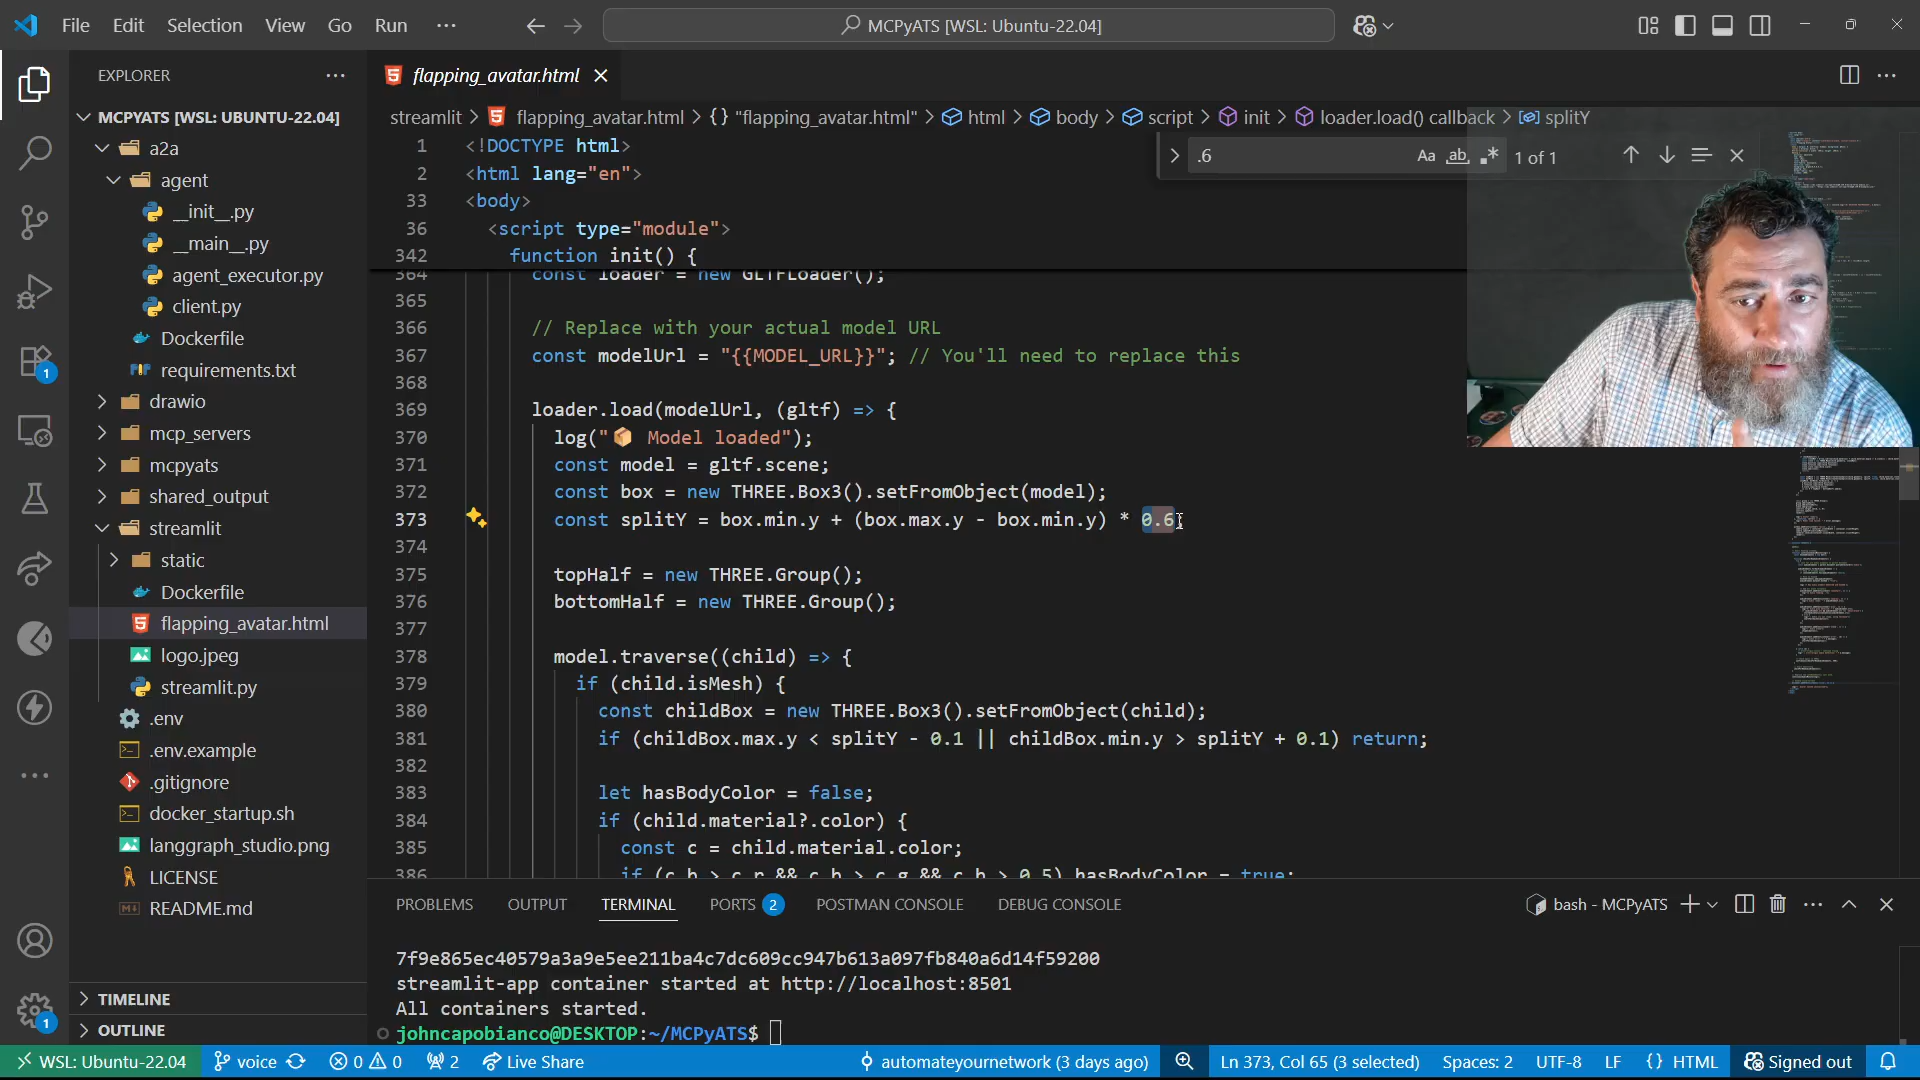 File Edit Selection View Go Run ··· MCPyATS [WSL: Ubuntu-22.04]
EXPLORER
MCPYATS [WSL: UBUNTU-22.04]
a2a
agent
__init__.py
__main__.py
agent_executor.py
client.py
Dockerfile
requirements.txt
drawio
mcp_servers
mcpyats
shared_output
streamlit
static
Dockerfile
flapping_avatar.html
logo.jpeg
streamlit.py
.env
.env.example
.gitignore
docker_startup.sh
langgraph_studio.png
LICENSE
README.md
TIMELINE
OUTLINE
1
1
flapping_avatar.html
streamlit > flapping_avatar.html > {} "flapping_avatar.html" > html > body > script > init > loader.load() callback > splitY
.6 Aa ab 1 of 1
1 <!DOCTYPE html>
2 <html lang="en">
33 <body>
36 <script type="module">
342 function init() {
364 const loader = new GLTFLoader();
365
366 // Replace with your actual model URL
367 const modelUrl = "{{MODEL_URL}}"; // You'll need to replace this
368
369 loader.load(modelUrl, (gltf) => {
370 log("📦 Model loaded");
371 const model = gltf.scene;
372 const box = new THREE.Box3().setFromObject(model);
373 const splitY = box.min.y + (box.max.y - box.min.y) * 0.6;
374
375 topHalf = new THREE.Group();
376 bottomHalf = new THREE.Group();
377
378 model.traverse((child) => {
379 if (child.isMesh) {
380 const childBox = new THREE.Box3().setFromObject(child);
381 if (childBox.max.y < splitY - 0.1 || childBox.min.y > splitY + 0.1) return;
382
383 let hasBodyColor = false;
384 if (child.material?.color) {
385 const c = child.material.color;
386 if (c.b > c.r && c.b > c.g && c.b > 0.5) hasBodyColor = true;
PROBLEMS OUTPUT TERMINAL PORTS 2 POSTMAN CONSOLE DEBUG CONSOLE bash - MCPyATS
7f9e865ec40579a3a9e5ee211ba4c7dc609cc947b613a097fb840a6d14f59200
streamlit-app container started at http://localhost:8501
All containers started.
johncapobianco@DESKTOP:~/MCPyATS$
WSL: Ubuntu-22.04 voice 0 0 2 Live Share automateyournetwork (3 days ago) Ln 373, Col 65 (3 selected) Spaces: 2 UTF-8 LF {} HTML Signed out